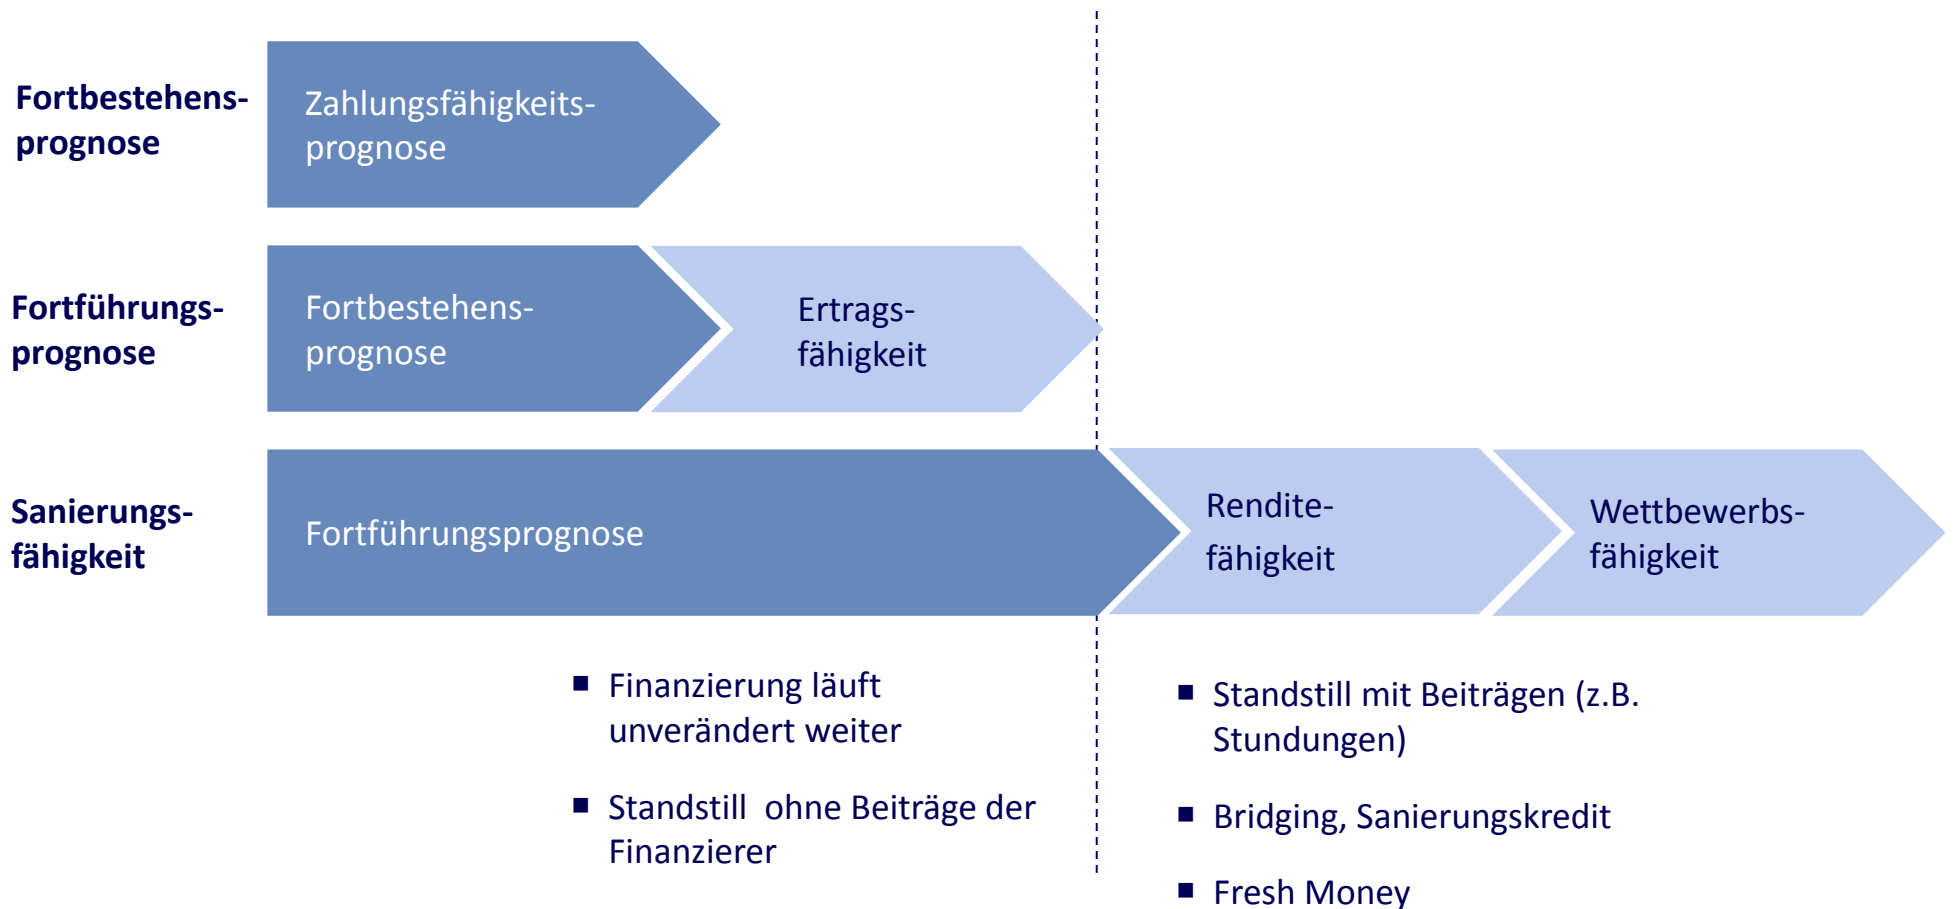 Fortbestehens-
prognose
Zahlungsfähigkeits-
prognose
Fortführungs-
prognose
Fortbestehens-
prognose
Ertrags-
fähigkeit
Sanierungs-
fähigkeit
Fortführungsprognose
Rendite-
fähigkeit
Wettbewerbs-
fähigkeit
▪ Finanzierung läuft
unverändert weiter
▪ Standstill  ohne Beiträge der
Finanzierer
▪ Standstill mit Beiträgen (z.B.
Stundungen)
▪ Bridging, Sanierungskredit
▪ Fresh Money